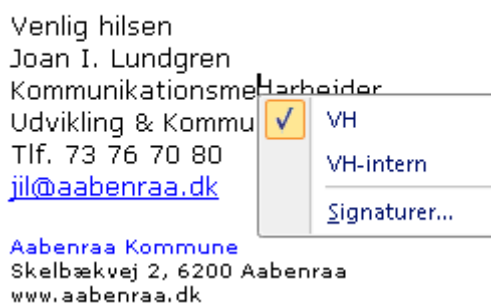 Venlig hilsen
Joan I. Lundgren
Kommunikationsmedarbejder
Udvikling & Kommu
Tlf. 73 76 70 80
jil@aabenraa.dk
Aabenraa Kommune
Skelbækvej 2, 6200 Aabenraa
www.aabenraa.dk
VH
VH-intern
Signaturer...